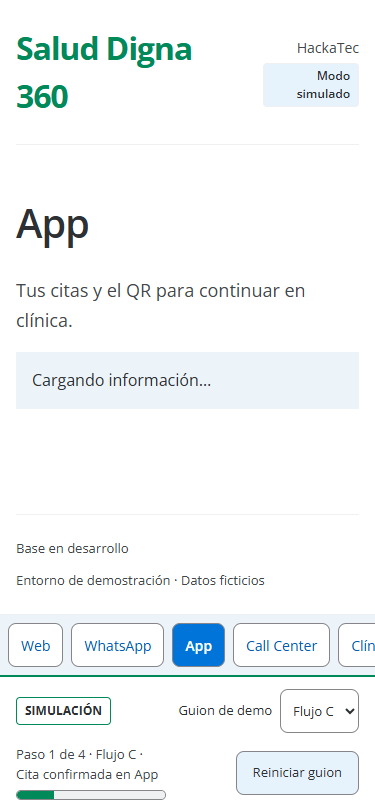 Salud Digna
360
HackaTec
Modo
simulado
App
Tus citas y el QR para continuar en
clínica.
Cargando información...
Base en desarrollo
Entorno de demostración · Datos ficticios
Web
WhatsApp
App
Call Center
Clín
SIMULACIÓN
Guion de demo
Flujo C
Paso 1 de 4 · Flujo C ·
Cita confirmada en App
Reiniciar guion